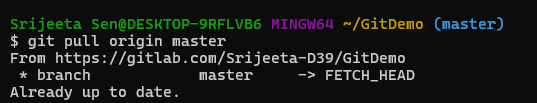 Srijeeta Sen@DESKTOP-9RFLVB6 MINGW64 ~/GitDemo (master)
$ git pull origin master
From https://gitlab.com/Srijeeta-D39/GitDemo
 * branch            master     -> FETCH_HEAD
Already up to date.